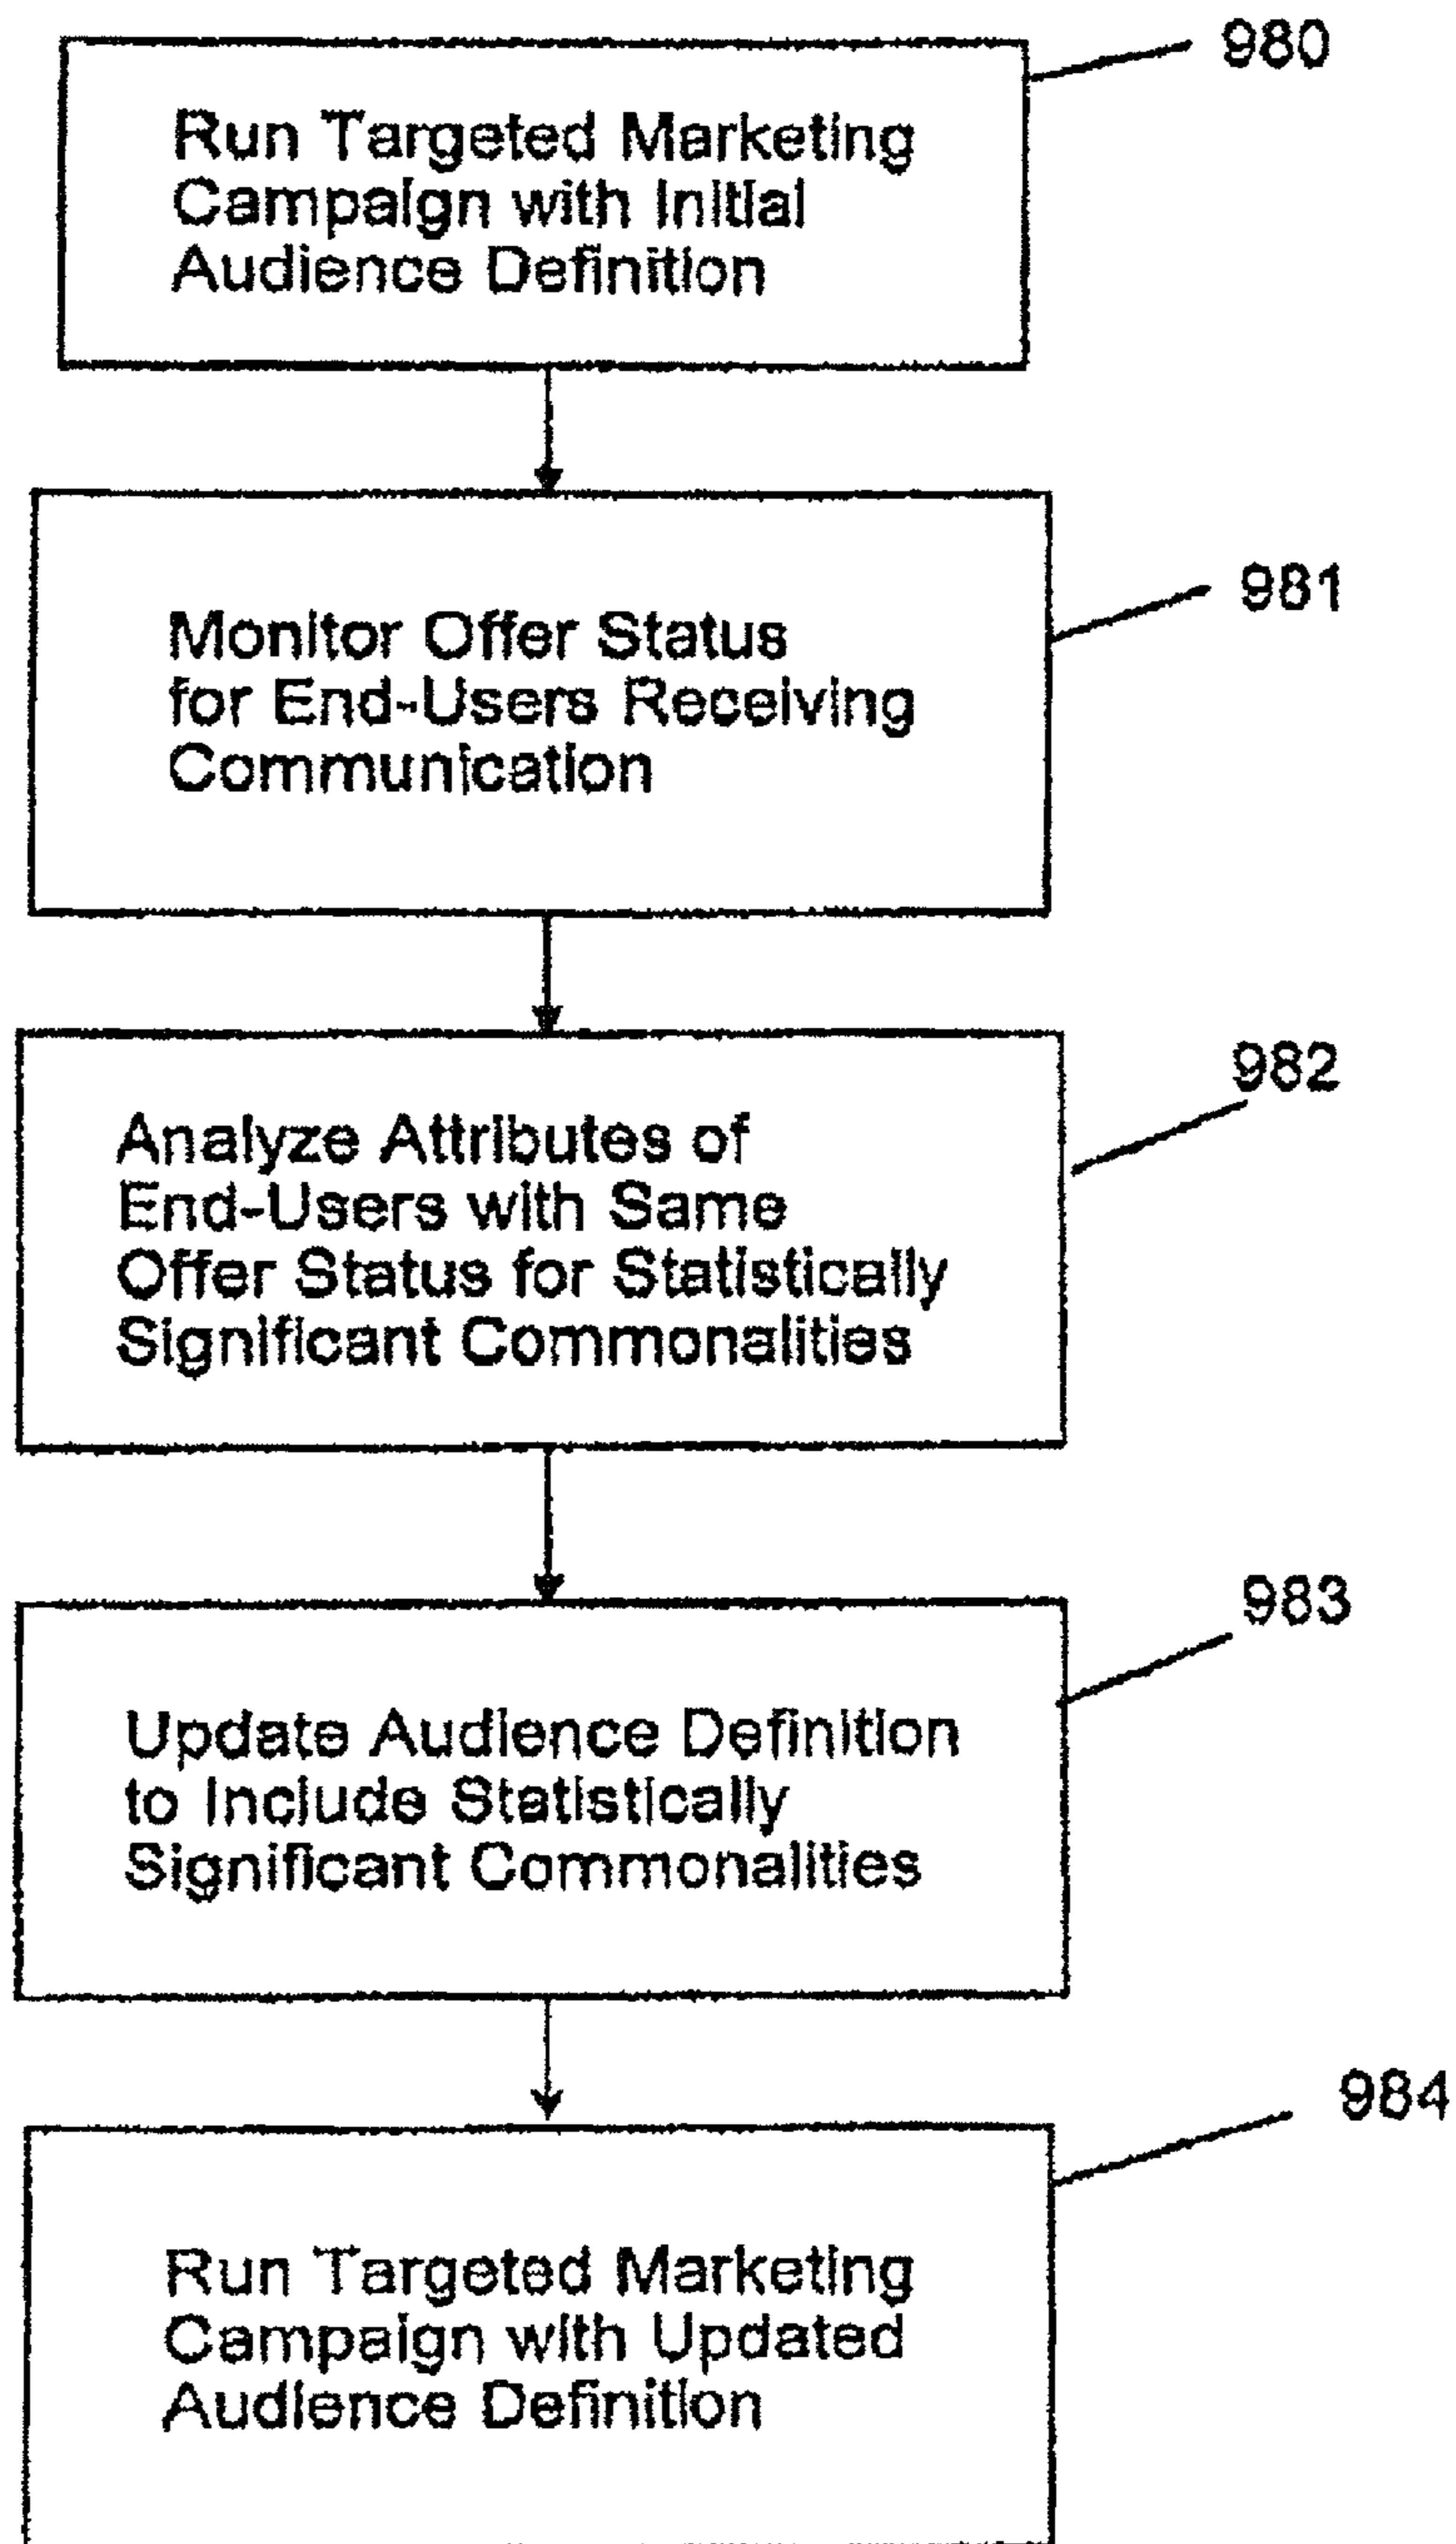 980
Run Targeted Marketing
Campaign with Initial
Audience Definition
981
Monitor Offer Status
for End-Users Receiving
Communication
982
Analyze Attributes of
End-Users with Same
Offer Status for Statistically
Significant Commonalities
983
Update Audience Definition
to Include Statistically
Significant Commonalities
984
Run Targeted Marketing
Campaign with Updated
Audience Definition